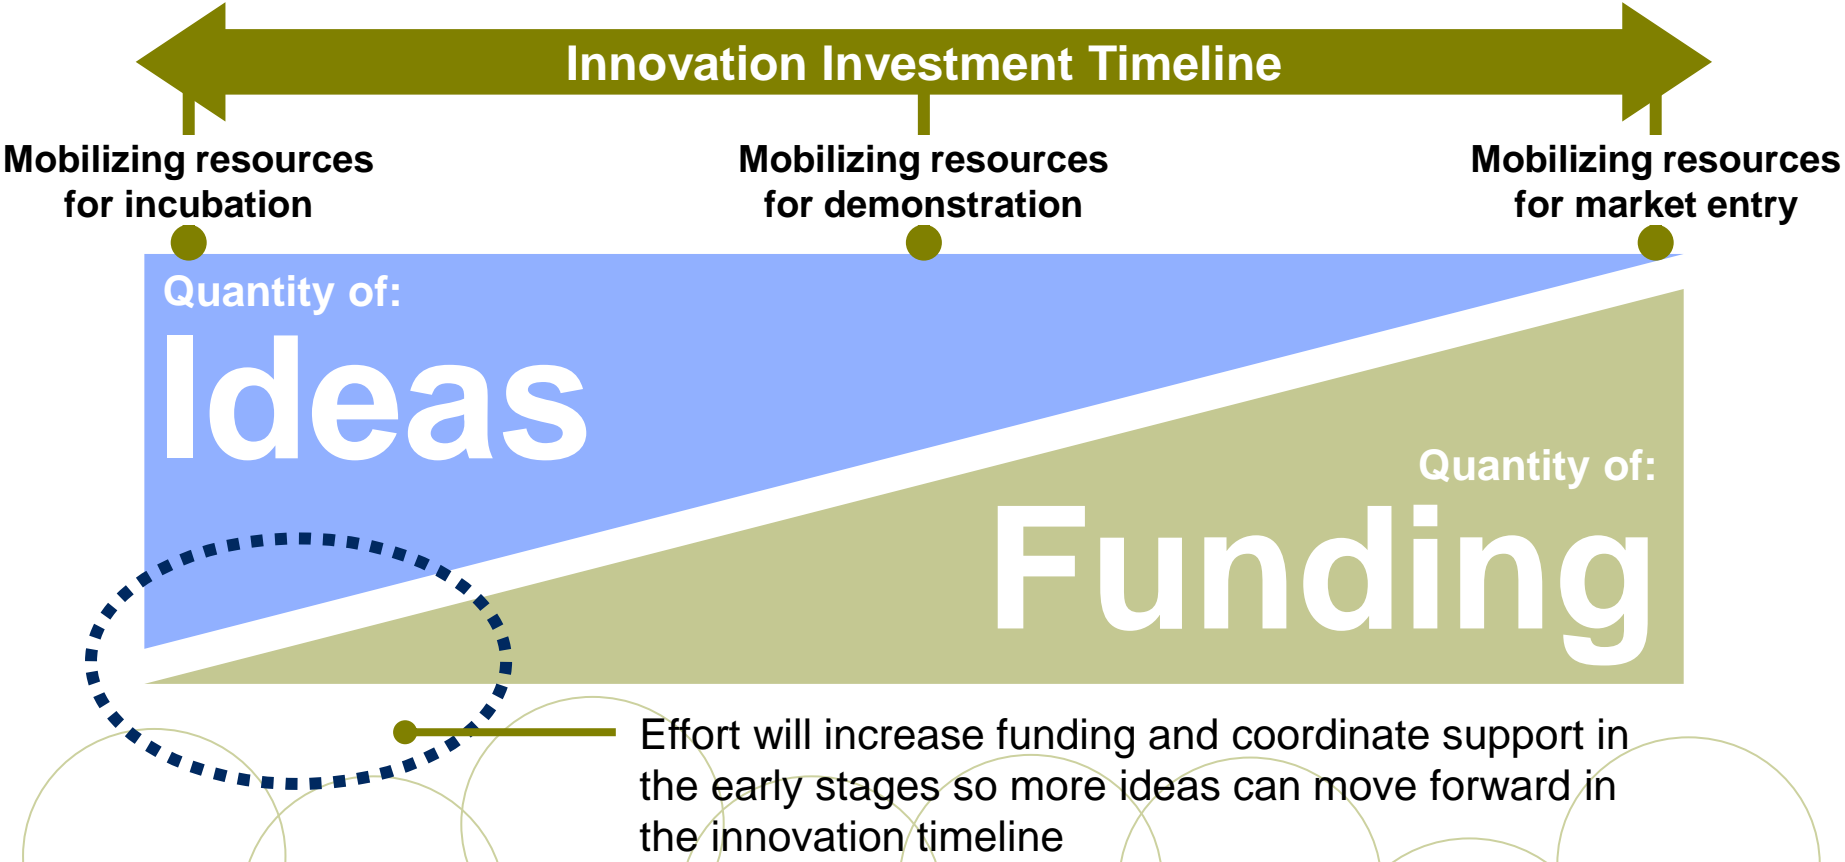 Innovation Investment Timeline
Mobilizing resources
for incubation
Mobilizing resources
for demonstration
Mobilizing resources
for market entry
Quantity of:
Ideas
Quantity of:
Funding
Effort will increase funding and coordinate support in
the early stages so more ideas can move forward in
the innovation timeline